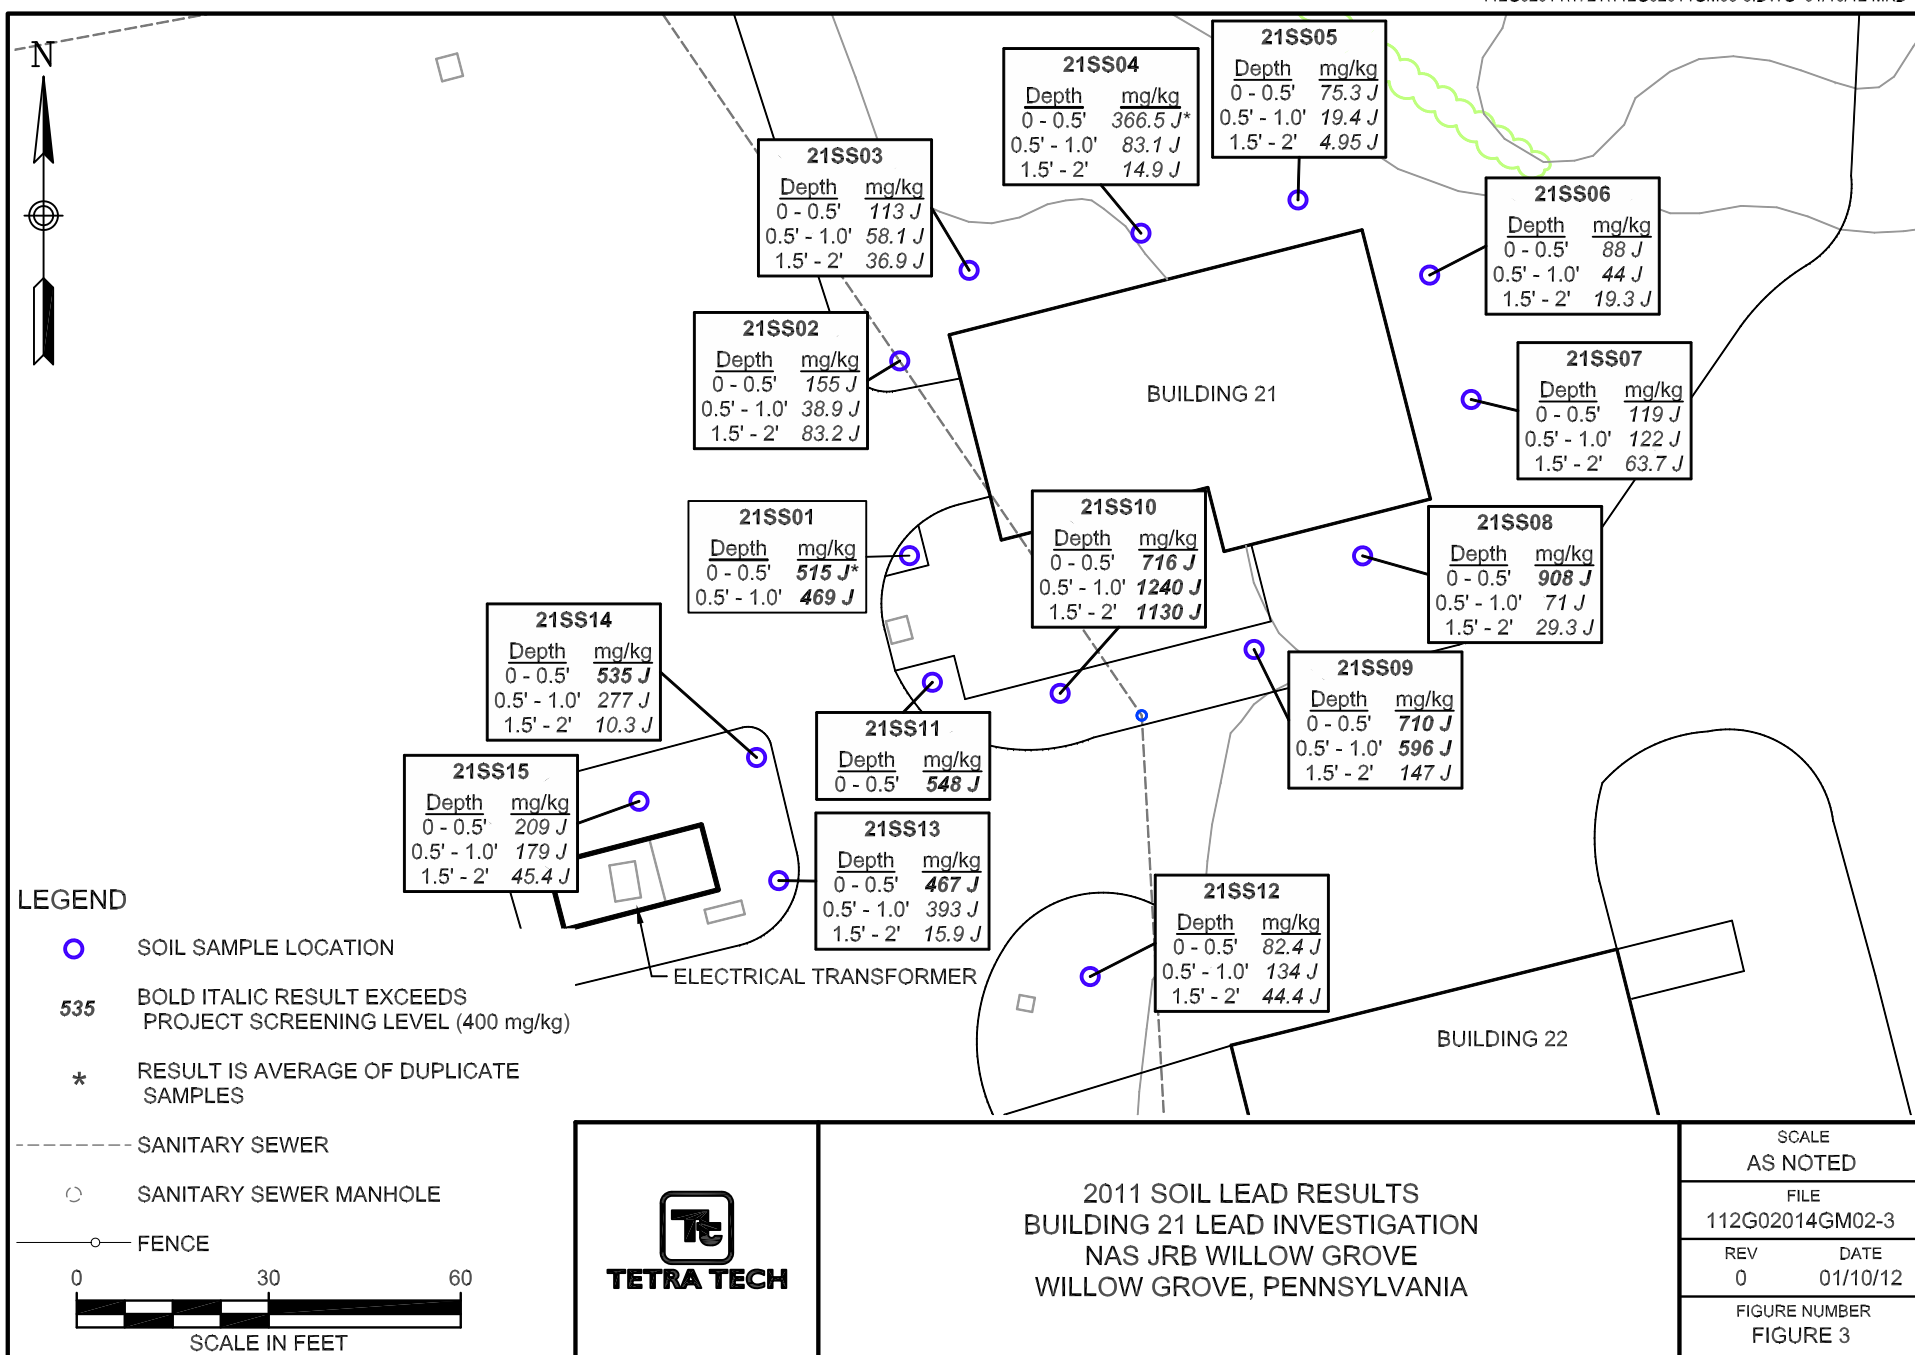 N
21SS05
Depth mg/kg
0 - 0.5' 75.3 J
0.5' - 1.0' 19.4 J
1.5' - 2' 4.95 J
21SS04
Depth mg/kg
0 - 0.5' 366.5 J*
0.5' - 1.0' 83.1 J
1.5' - 2' 14.9 J
21SS03
Depth mg/kg
0 - 0.5' 113 J
0.5' - 1.0' 58.1 J
1.5' - 2' 36.9 J
21SS06
Depth mg/kg
0 - 0.5' 88 J
0.5' - 1.0' 44 J
1.5' - 2' 19.3 J
21SS02
Depth mg/kg
0 - 0.5' 155 J
0.5' - 1.0' 38.9 J
1.5' - 2' 83.2 J
BUILDING 21
21SS07
Depth mg/kg
0 - 0.5' 119 J
0.5' - 1.0' 122 J
1.5' - 2' 63.7 J
21SS01
Depth mg/kg
0 - 0.5' 515 J*
0.5' - 1.0' 469 J
21SS10
Depth mg/kg
0 - 0.5' 716 J
0.5' - 1.0' 1240 J
1.5' - 2' 1130 J
21SS08
Depth mg/kg
0 - 0.5' 908 J
0.5' - 1.0' 71 J
1.5' - 2' 29.3 J
21SS14
Depth mg/kg
0 - 0.5' 535 J
0.5' - 1.0' 277 J
1.5' - 2' 10.3 J
21SS09
Depth mg/kg
0 - 0.5' 710 J
0.5' - 1.0' 596 J
1.5' - 2' 147 J
21SS11
Depth mg/kg
0 - 0.5' 548 J
21SS15
Depth mg/kg
0 - 0.5' 209 J
0.5' - 1.0' 179 J
1.5' - 2' 45.4 J
21SS13
Depth mg/kg
0 - 0.5' 467 J
0.5' - 1.0' 393 J
1.5' - 2' 15.9 J
21SS12
Depth mg/kg
0 - 0.5' 82.4 J
0.5' - 1.0' 134 J
1.5' - 2' 44.4 J
ELECTRICAL TRANSFORMER
BUILDING 22
LEGEND
SOIL SAMPLE LOCATION
535 BOLD ITALIC RESULT EXCEEDS
PROJECT SCREENING LEVEL (400 mg/kg)
* RESULT IS AVERAGE OF DUPLICATE
SAMPLES
SANITARY SEWER
SANITARY SEWER MANHOLE
FENCE
0 30 60
SCALE IN FEET
TETRA TECH
2011 SOIL LEAD RESULTS
BUILDING 21 LEAD INVESTIGATION
NAS JRB WILLOW GROVE
WILLOW GROVE, PENNSYLVANIA
SCALE
AS NOTED
FILE
112G02014GM02-3
REV DATE
0 01/10/12
FIGURE NUMBER
FIGURE 3